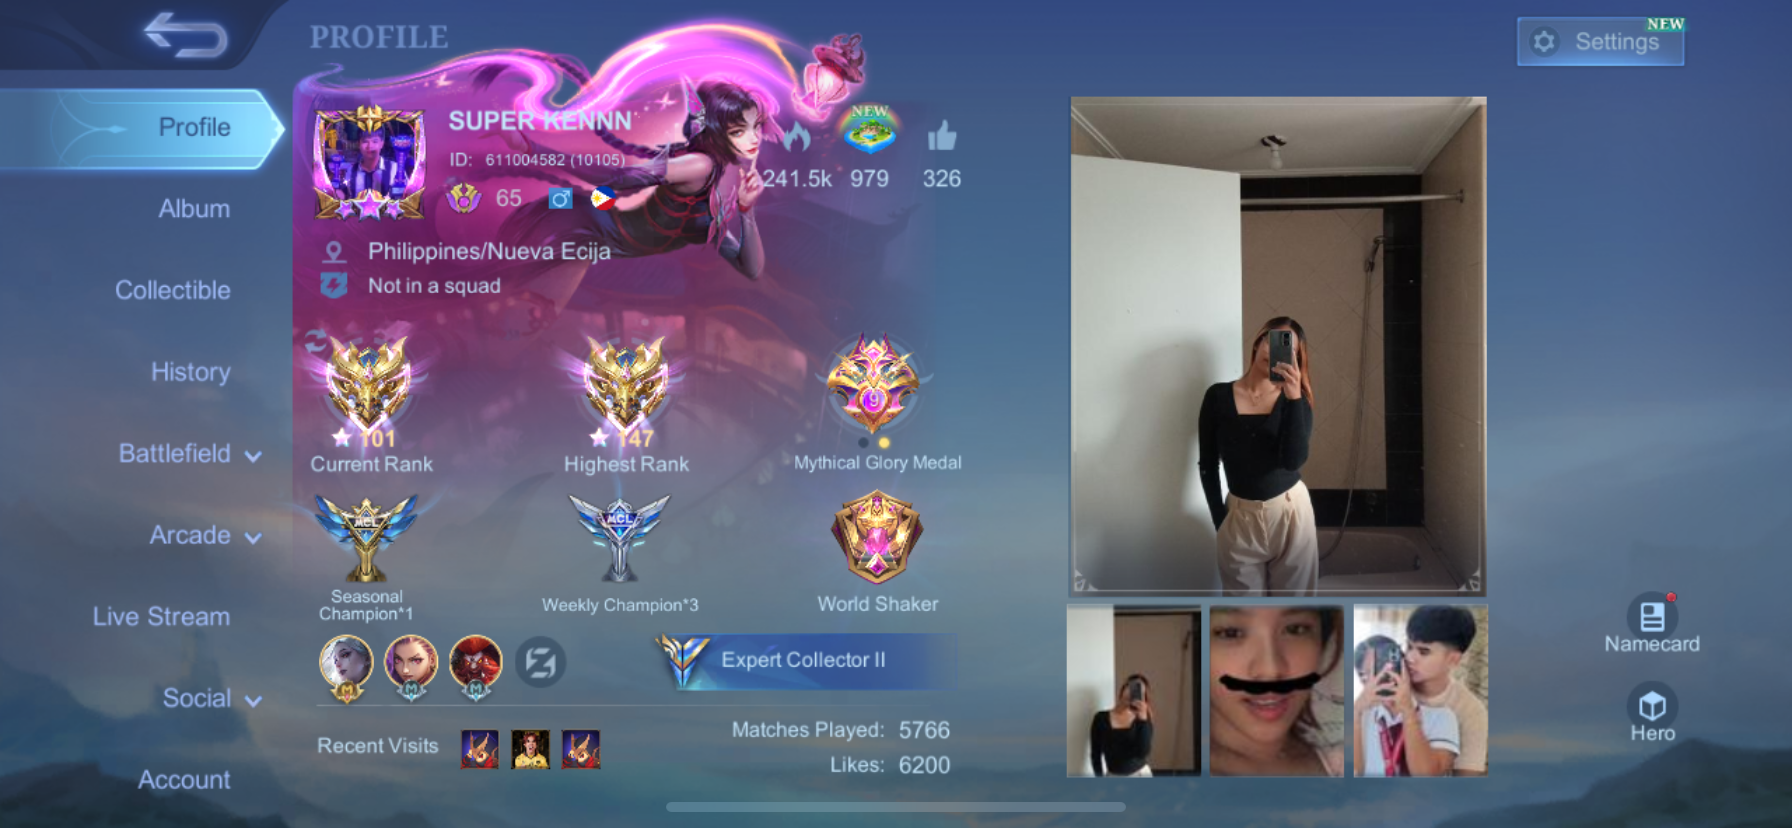 PROFILE
NEW
Settings
Profile
Album
Collectible
History
Battlefield
Arcade
Live Stream
Social
Account
SUPER KENNN
ID: 611004582 (10105)
65
NEW
241.5k
979
326
Philippines/Nueva Ecija
Not in a squad
101
Current Rank
147
Highest Rank
9
Mythical Glory Medal
MCL
Seasonal
Champion*1
MCL
Weekly Champion*3
World Shaker
M
M
M
Expert Collector II
Matches Played: 5766
Likes: 6200
Recent Visits
Namecard
Hero